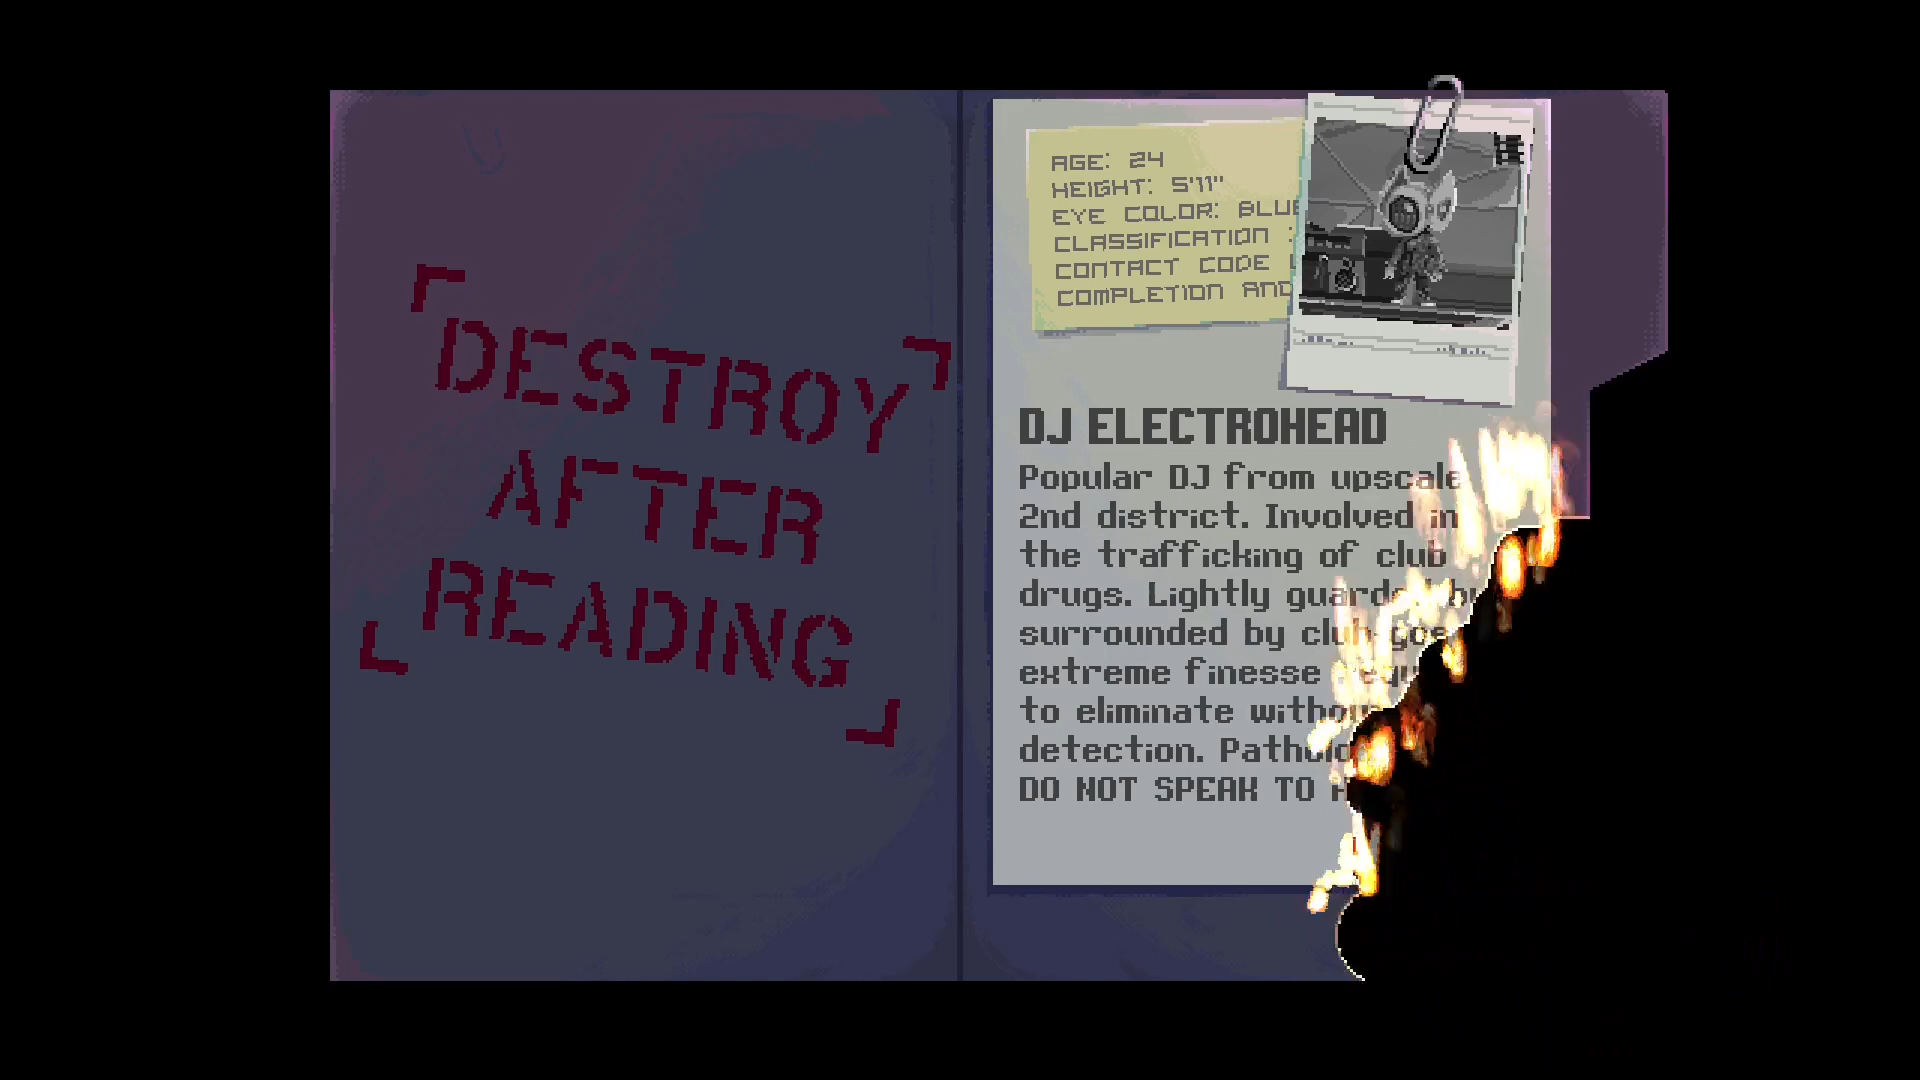 DESTROY
AFTER
READING
AGE: 24
HEIGHT: 5'11"
EYE COLOR: BLUE
CLASSIFICATION :
CONTACT CODE
COMPLETION AND
DJ ELECTROHEAD
Popular DJ from upscale
2nd district. Involved in
the trafficking of club
drugs. Lightly guarded
surrounded by club
extreme finesse
to eliminate without
detection.
DO NOT SPEAK TO